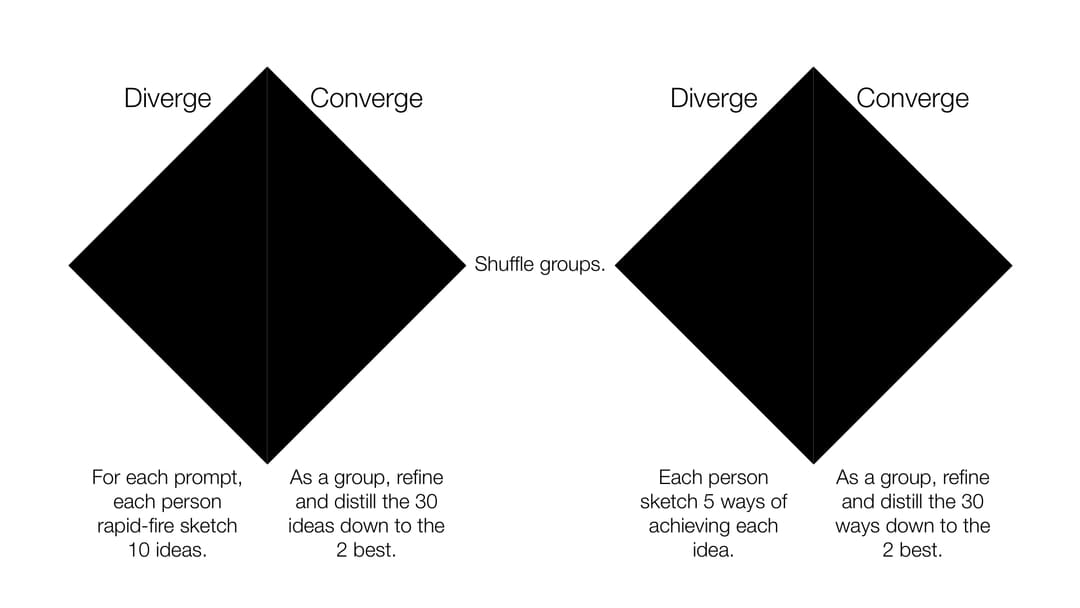 Diverge
Converge
Diverge
Converge
Shuffle groups.
For each prompt,
each person
rapid-fire sketch
10 ideas.
As a group, refine
and distill the 30
ideas down to the
2 best.
Each person
sketch 5 ways of
achieving each
idea.
As a group, refine
and distill the 30
ways down to the
2 best.